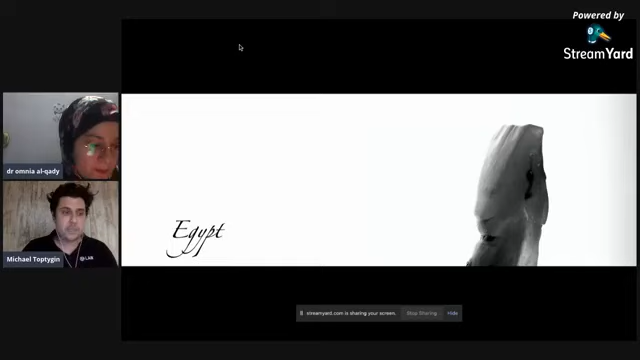 Powered by
StreamYard
dr omnia al-qady
Michael Toptygin
LAB
Egypt
streamyard.com is sharing your screen.
Stop Sharing
Hide